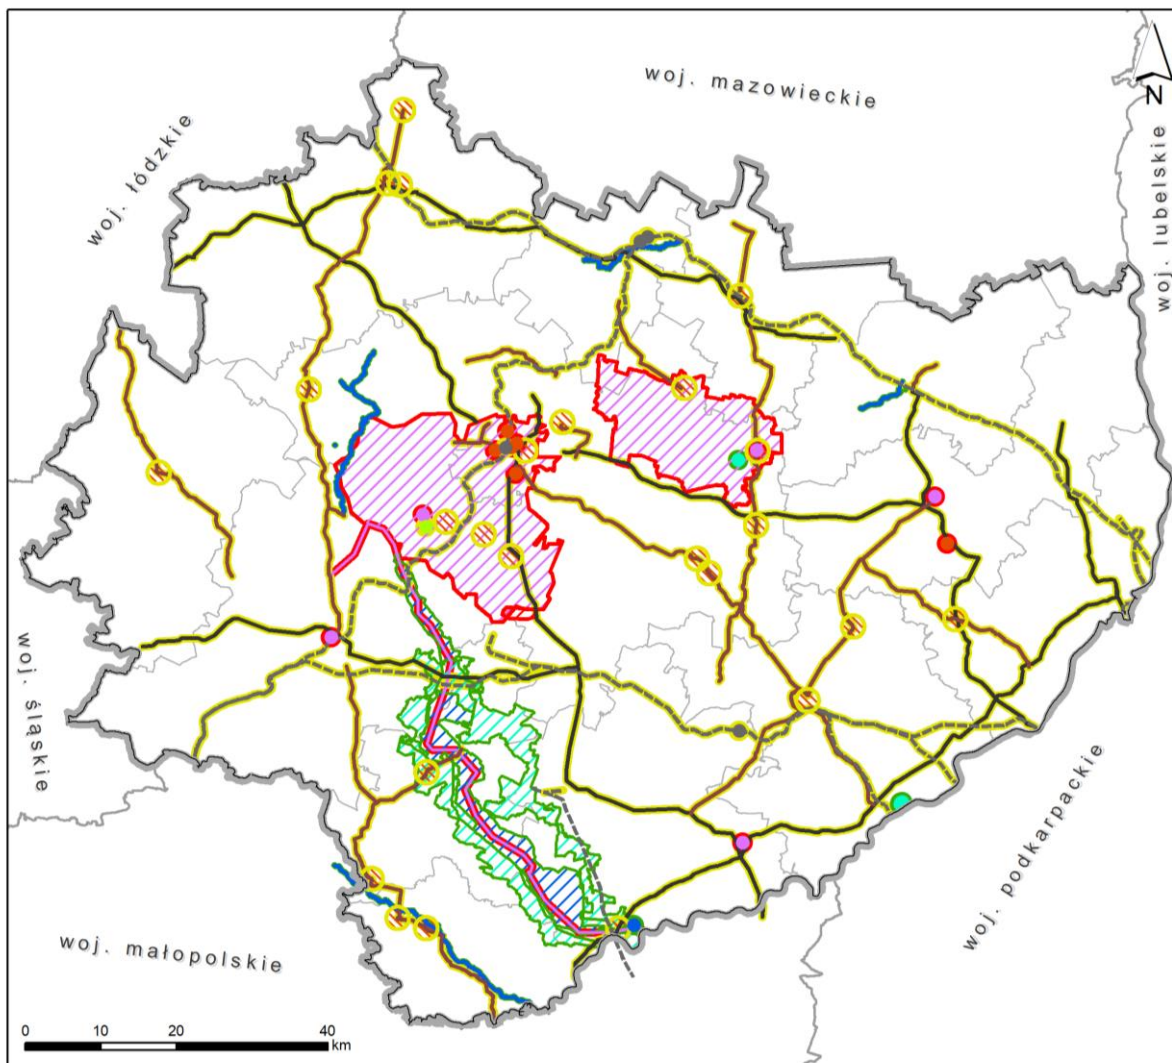 woj. mazowieckie
N
woj. łódzkie
woj. lubelskie
woj. śląskie
woj. podkarpackie
woj. małopolskie
0 10 20 40
km